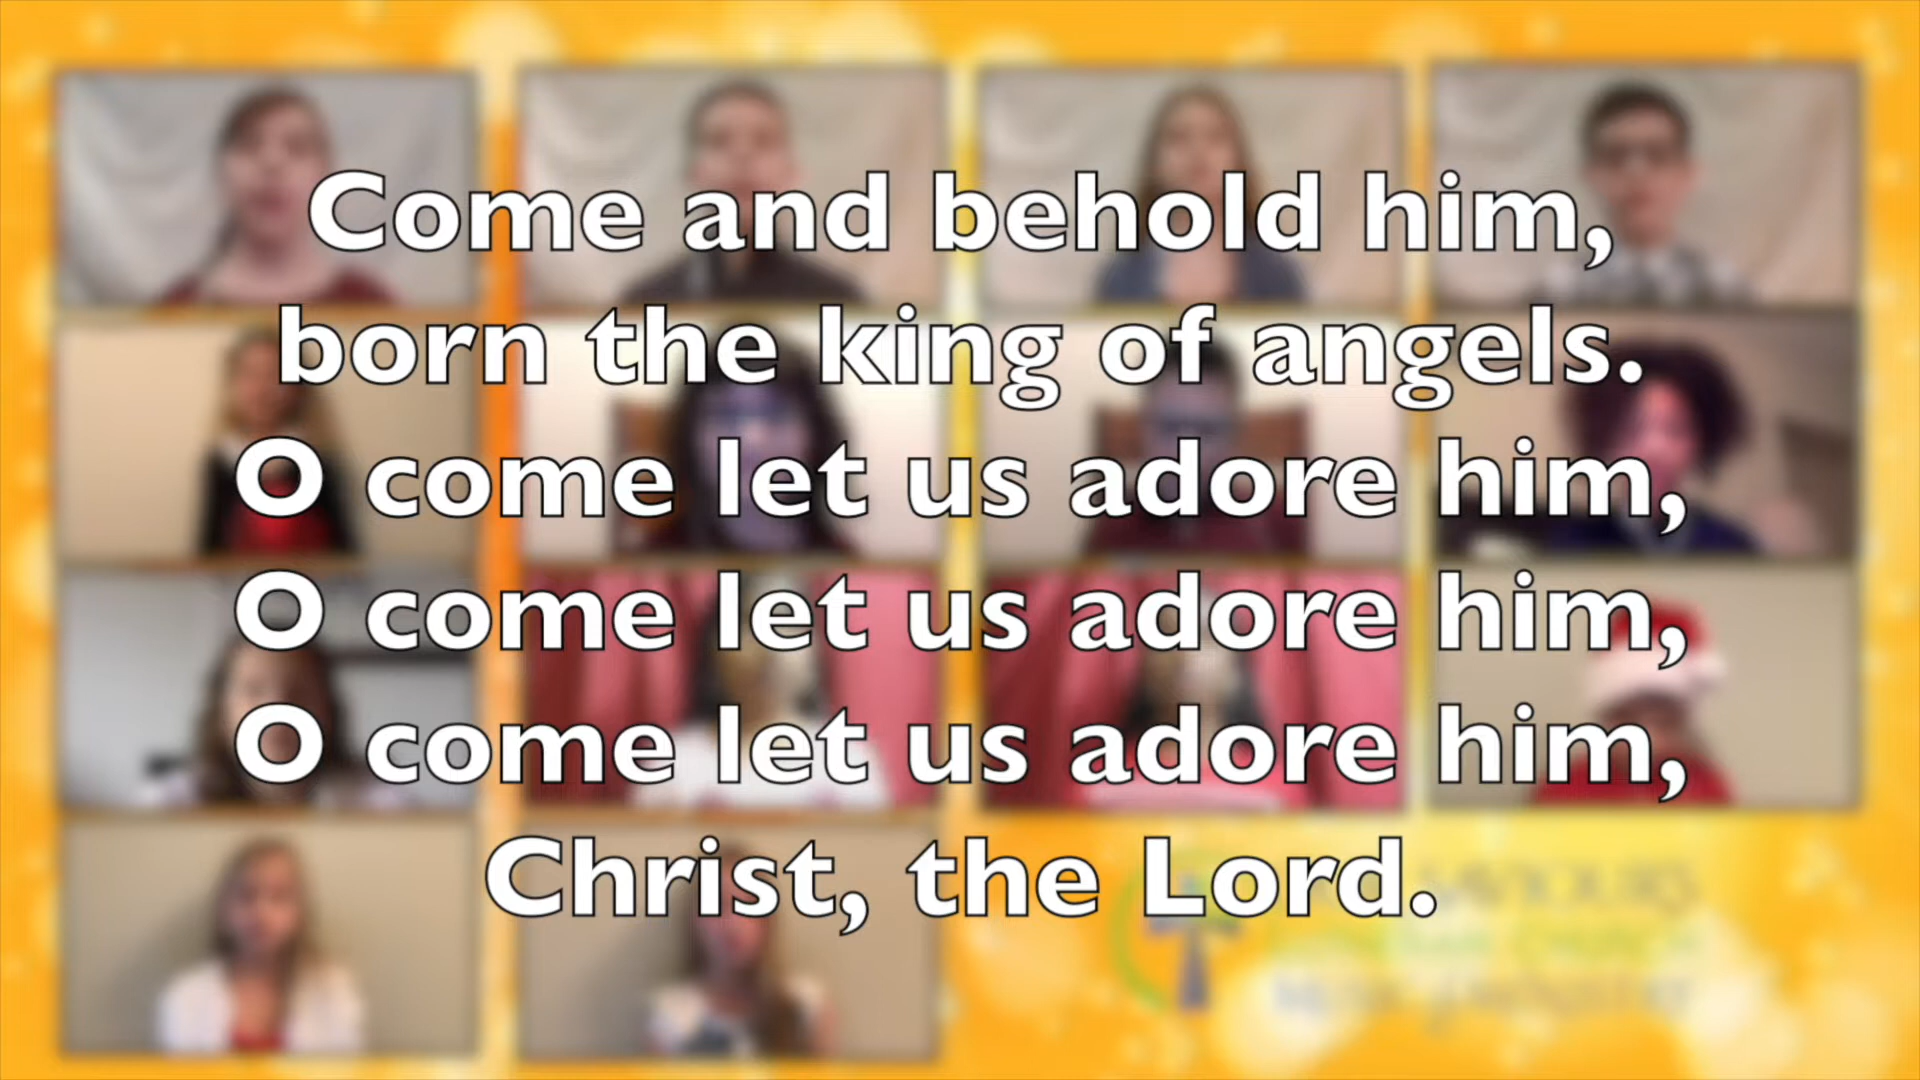 Come and behold him,
born the king of angels.
O come let us adore him,
O come let us adore him,
O come let us adore him,
Christ, the Lord.